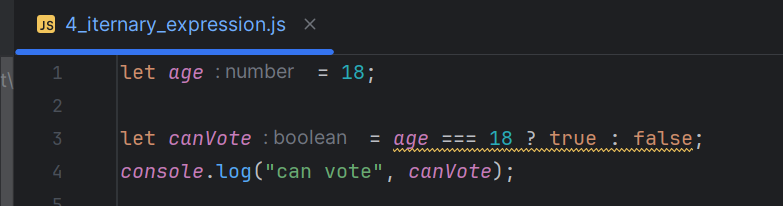 JS 4_iternary_expression.js ×
t\
1 let age : number = 18;
2
3 let canVote : boolean = age === 18 ? true : false;
4 console.log("can vote", canVote);
5